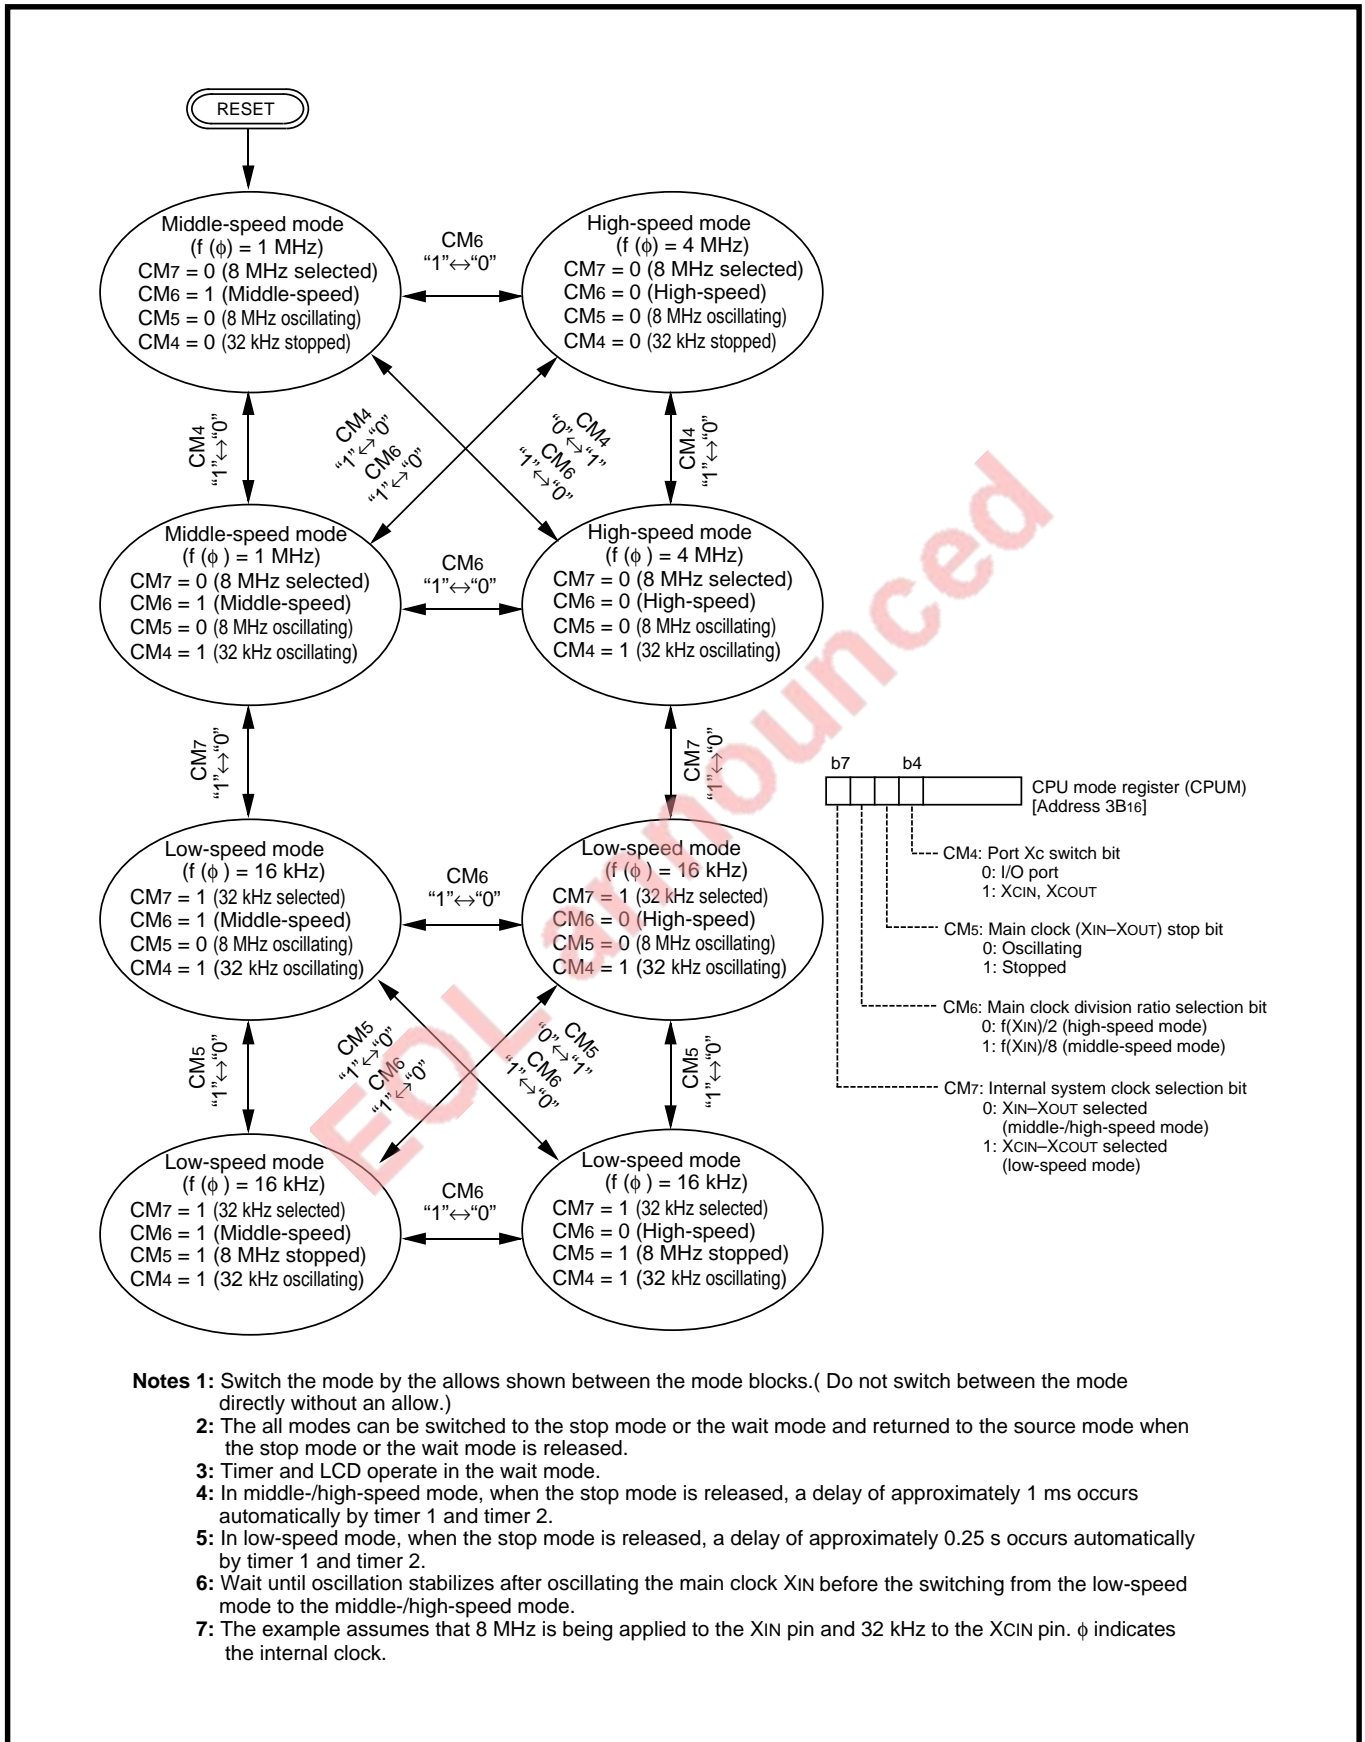 RESET
Middle-speed mode
(f (ϕ) = 1 MHz)
CM7 = 0 (8 MHz selected)
CM6 = 1 (Middle-speed)
CM5 = 0 (8 MHz oscillating)
CM4 = 0 (32 kHz stopped)
CM6
“1”↔“0”
High-speed mode
(f (ϕ) = 4 MHz)
CM7 = 0 (8 MHz selected)
CM6 = 0 (High-speed)
CM5 = 0 (8 MHz oscillating)
CM4 = 0 (32 kHz stopped)
CM4
“1”↔“0”
CM4
“1”↔“0”
CM6
“1”↔“0”
CM4
“0”↔“1”
CM6
“1”↔“0”
CM4
“1”↔“0”
Middle-speed mode
(f (ϕ ) = 1 MHz)
CM7 = 0 (8 MHz selected)
CM6 = 1 (Middle-speed)
CM5 = 0 (8 MHz oscillating)
CM4 = 1 (32 kHz oscillating)
CM6
“1”↔“0”
High-speed mode
(f (ϕ ) = 4 MHz)
CM7 = 0 (8 MHz selected)
CM6 = 0 (High-speed)
CM5 = 0 (8 MHz oscillating)
CM4 = 1 (32 kHz oscillating)
CM7
“1”↔“0”
CM7
“1”↔“0”
Low-speed mode
(f (ϕ ) = 16 kHz)
CM7 = 1 (32 kHz selected)
CM6 = 1 (Middle-speed)
CM5 = 0 (8 MHz oscillating)
CM4 = 1 (32 kHz oscillating)
CM6
“1”↔“0”
Low-speed mode
(f (ϕ ) = 16 kHz)
CM7 = 1 (32 kHz selected)
CM6 = 0 (High-speed)
CM5 = 0 (8 MHz oscillating)
CM4 = 1 (32 kHz oscillating)
CM5
“1”↔“0”
CM5
“1”↔“0”
CM6
“1”↔“0”
CM5
“0”↔“1”
CM6
“1”↔“0”
CM5
“1”↔“0”
Low-speed mode
(f (ϕ ) = 16 kHz)
CM7 = 1 (32 kHz selected)
CM6 = 1 (Middle-speed)
CM5 = 1 (8 MHz stopped)
CM4 = 1 (32 kHz oscillating)
CM6
“1”↔“0”
Low-speed mode
(f (ϕ ) = 16 kHz)
CM7 = 1 (32 kHz selected)
CM6 = 0 (High-speed)
CM5 = 1 (8 MHz stopped)
CM4 = 1 (32 kHz oscillating)
b7 b4
CPU mode register (CPUM)
[Address 3B16]
CM4: Port Xc switch bit
0: I/O port
1: XCIN, XCOUT
CM5: Main clock (XIN–XOUT) stop bit
0: Oscillating
1: Stopped
CM6: Main clock division ratio selection bit
0: f(XIN)/2 (high-speed mode)
1: f(XIN)/8 (middle-speed mode)
CM7: Internal system clock selection bit
0: XIN–XOUT selected
(middle-/high-speed mode)
1: XCIN–XCOUT selected
(low-speed mode)
EOL announced
Notes 1: Switch the mode by the allows shown between the mode blocks.( Do not switch between the mode
directly without an allow.)
2: The all modes can be switched to the stop mode or the wait mode and returned to the source mode when
the stop mode or the wait mode is released.
3: Timer and LCD operate in the wait mode.
4: In middle-/high-speed mode, when the stop mode is released, a delay of approximately 1 ms occurs
automatically by timer 1 and timer 2.
5: In low-speed mode, when the stop mode is released, a delay of approximately 0.25 s occurs automatically
by timer 1 and timer 2.
6: Wait until oscillation stabilizes after oscillating the main clock XIN before the switching from the low-speed
mode to the middle-/high-speed mode.
7: The example assumes that 8 MHz is being applied to the XIN pin and 32 kHz to the XCIN pin. ϕ indicates
the internal clock.